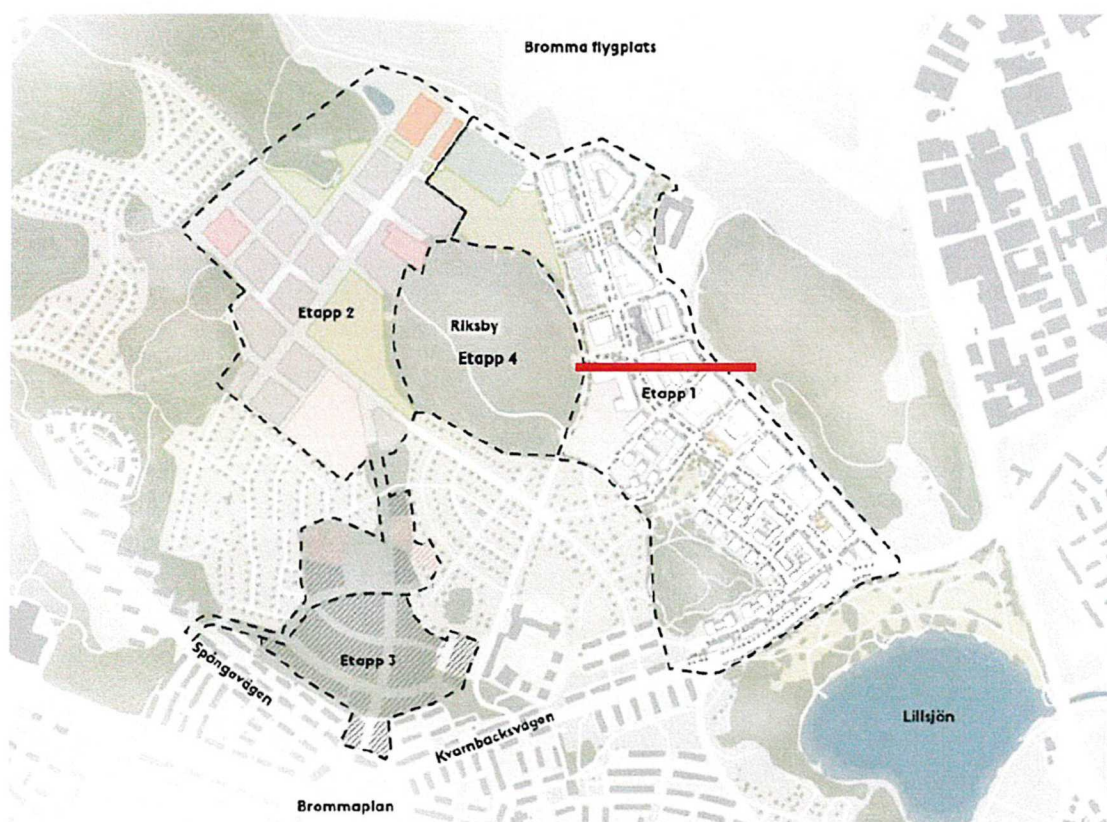 Bromma flygplats
Etapp 2
Riksby
Etapp 4
Etapp 1
Etapp 3
Spångavägen
Kvarnbacksvägen
Lillsjön
Brommaplan